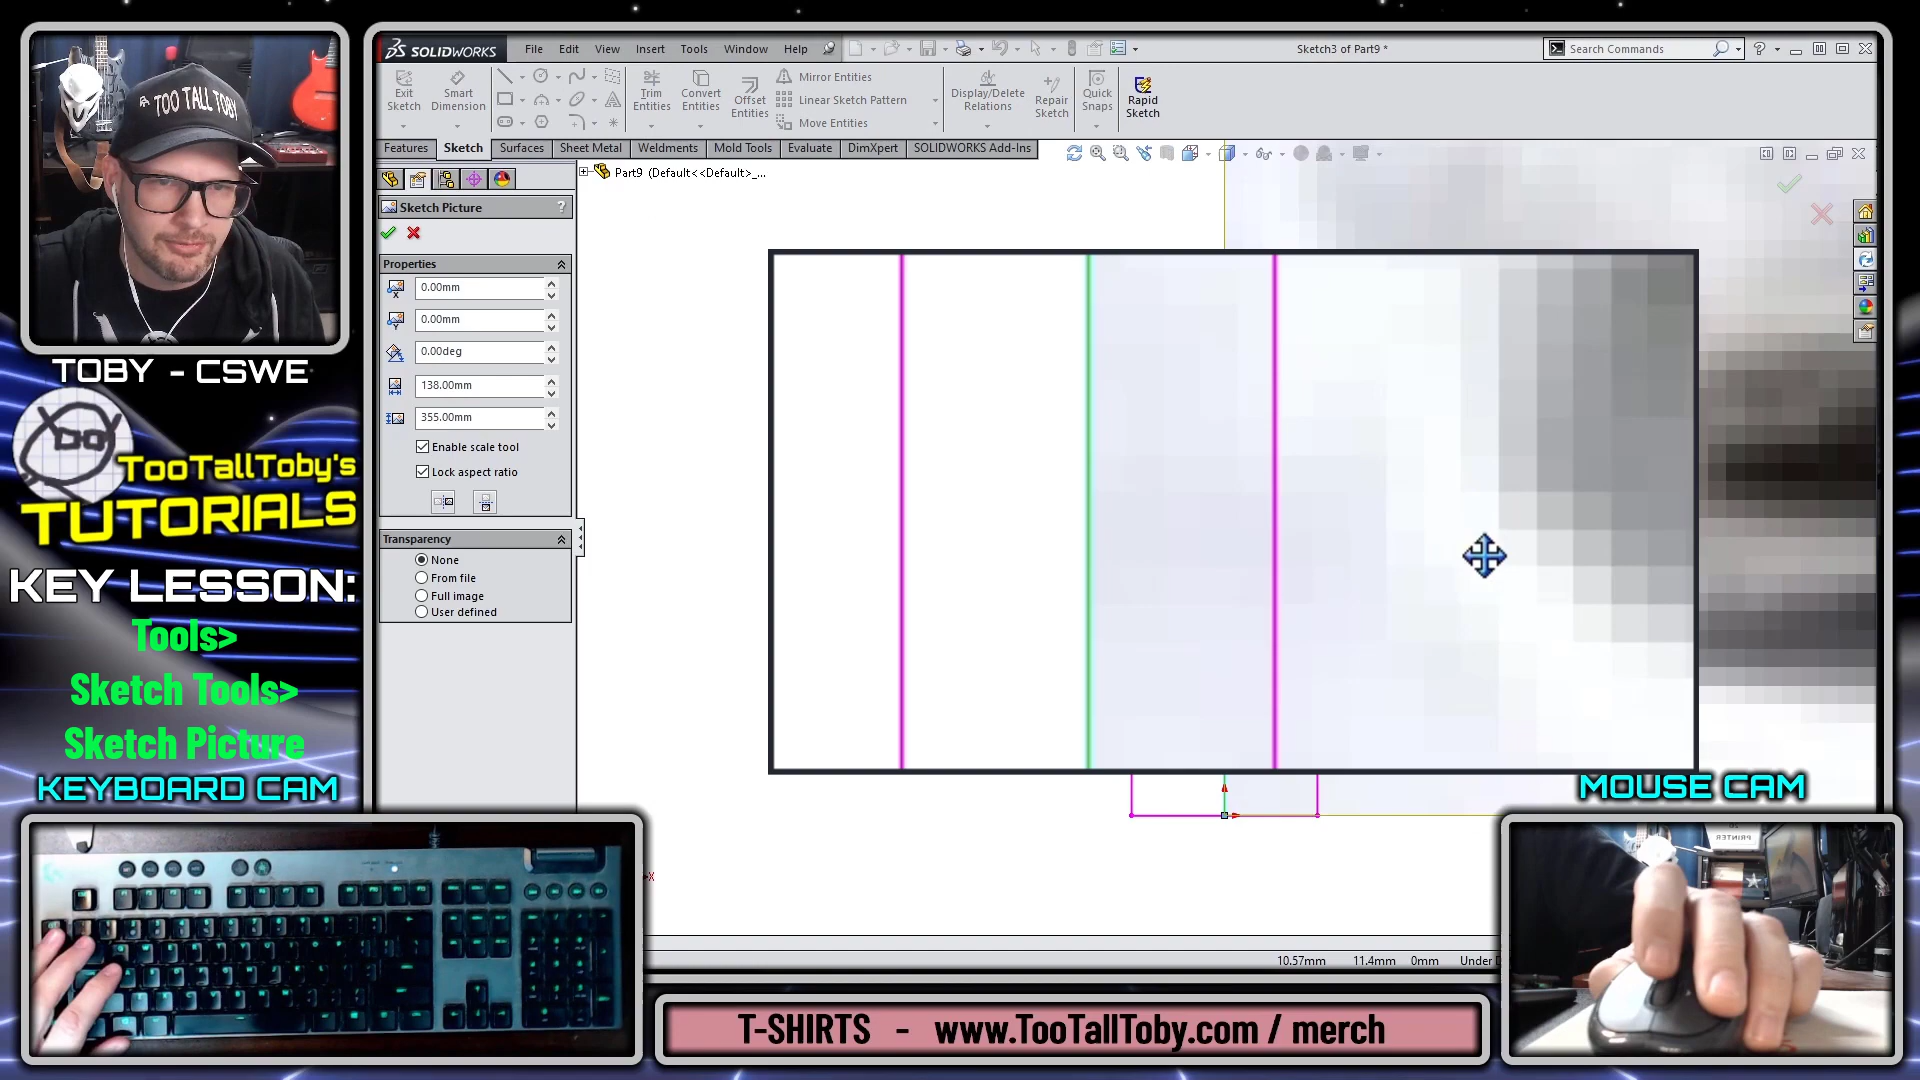 TOO TALL TOBY
TOBY - CSWE
TooTallToby's
TUTORIALS
KEY LESSON:
Tools>
Sketch Tools>
Sketch Picture
KEYBOARD CAM
SOLIDWORKS
File Edit View Insert Tools Window Help
Sketch3 of Part9 *
Search Commands
Exit Sketch
Smart Dimension
Trim Entities
Convert Entities
Offset Entities
Mirror Entities
Linear Sketch Pattern
Move Entities
Display/Delete Relations
Repair Sketch
Quick Snaps
Rapid Sketch
Features Sketch Surfaces Sheet Metal Weldments Mold Tools Evaluate DimXpert SOLIDWORKS Add-Ins
Part9 (Default<<Default>_...
Sketch Picture ?
Properties
X 0.00mm
Y 0.00mm
0.00deg
138.00mm
355.00mm
Enable scale tool
Lock aspect ratio
Transparency
None
From file
Full image
User defined
X
10.57mm 11.4mm 0mm Under
MOUSE CAM
PRINTER
T-SHIRTS - www.TooTallToby.com / merch